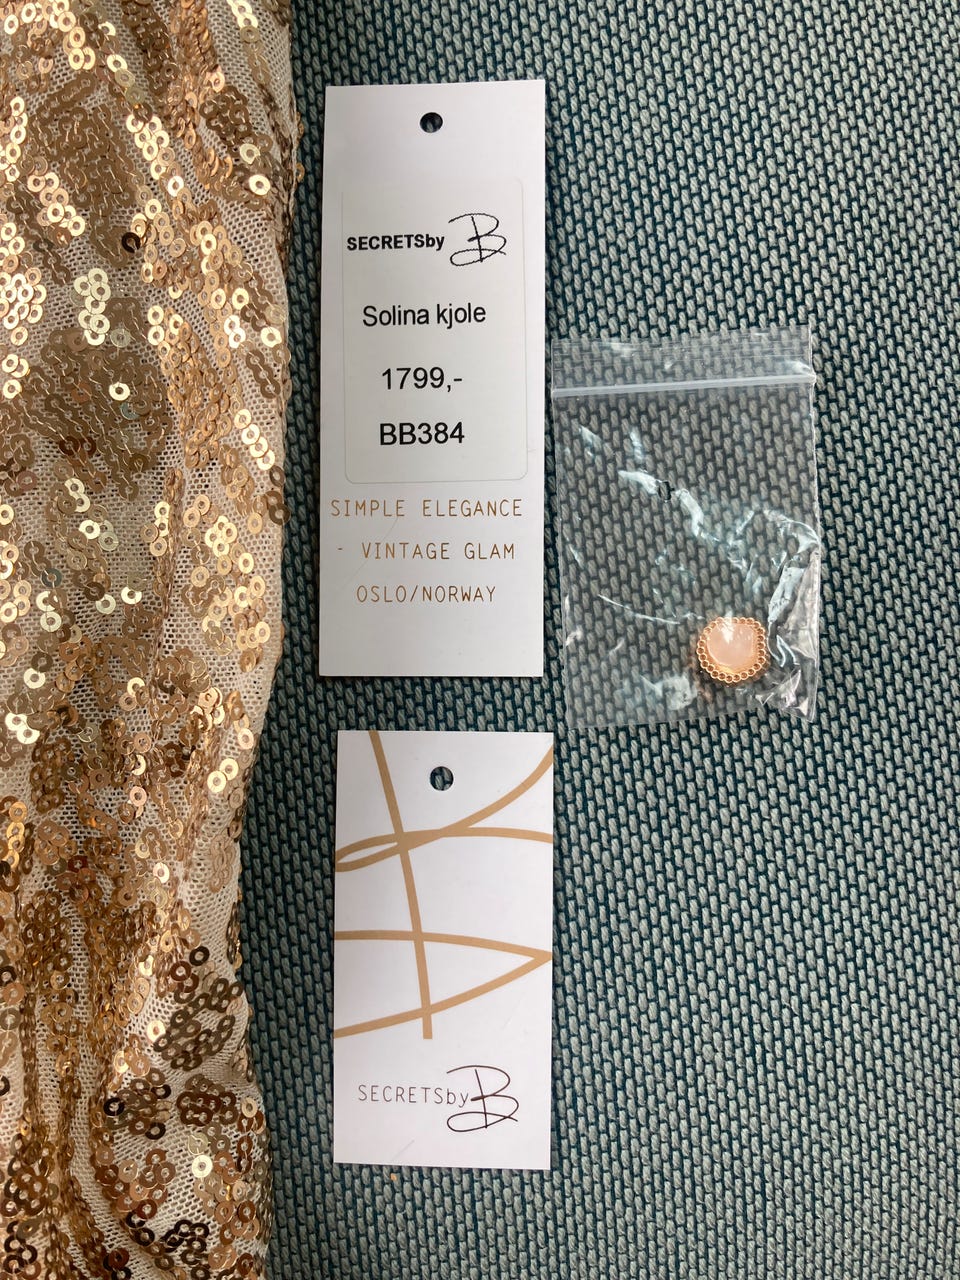 SECRETSby B
Solina kjole
1799,-
BB384
SIMPLE ELEGANCE
- VINTAGE GLAM
OSLO/NORWAY
SECRETSby B